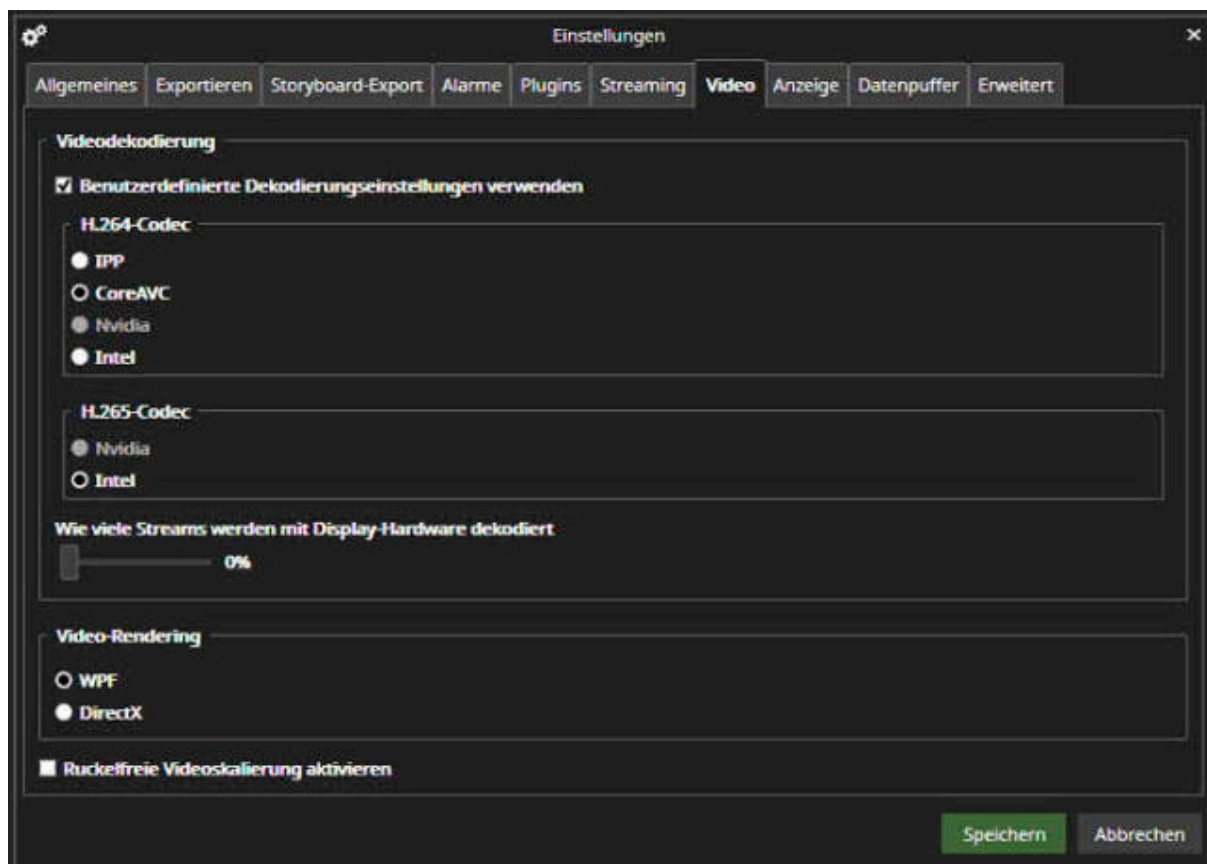 Einstellungen
Allgemeines Exportieren Storyboard-Export Alarme Plugins Streaming Video Anzeige Datenpuffer Erweitert
Videodekodierung
Benutzerdefinierte Dekodierungseinstellungen verwenden
H.264-Codec
IPP
CoreAVC
Nvidia
Intel
H.265-Codec
Nvidia
Intel
Wie viele Streams werden mit Display-Hardware dekodiert
0%
Video-Rendering
WPF
DirectX
Ruckelfreie Videoskalierung aktivieren
Speichern Abbrechen